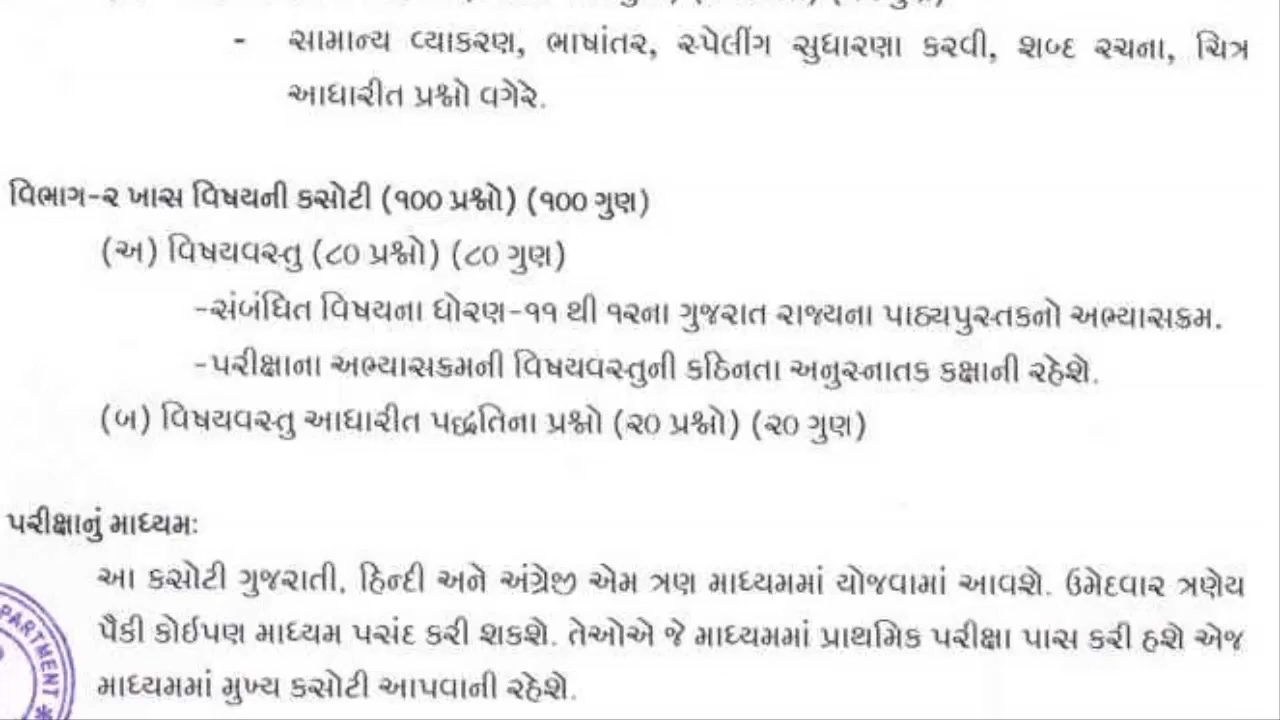 - સામાન્ય વ્યાકરણ, ભાષાંતર, સ્પેલીંગ સુધારણા કરવી, શબ્દ રચના, ચિત્ર
આધારીત પ્રશ્નો વગેરે.
વિભાગ-૨ ખાસ વિષયની કસોટી (૧૦૦ પ્રશ્નો) (૧૦૦ ગુણ)
(અ) વિષયવસ્તુ (૮૦ પ્રશ્નો) (૮૦ ગુણ)
-સંબંધિત વિષયના ધોરણ-૧૧ થી ૧૨ના ગુજરાત રાજ્યના પાઠ્યપુસ્તકનો અભ્યાસક્રમ.
-પરીક્ષાના અભ્યાસક્રમની વિષયવસ્તુની કઠિનતા અનુસ્નાતક કક્ષાની રહેશે.
(બ) વિષયવસ્તુ આધારીત પદ્ધતિના પ્રશ્નો (૨૦ પ્રશ્નો) (૨૦ ગુણ)
પરીક્ષાનું માધ્યમઃ
આ કસોટી ગુજરાતી, હિન્દી અને અંગ્રેજી એમ ત્રણ માધ્યમમાં યોજવામાં આવશે. ઉમેદવાર ત્રણેય
પૈકી કોઈપણ માધ્યમ પસંદ કરી શકશે. તેઓએ જે માધ્યમમાં પ્રાથમિક પરીક્ષા પાસ કરી હશે એજ
માધ્યમમાં મુખ્ય કસોટી આપવાની રહેશે.
PARTMENT *